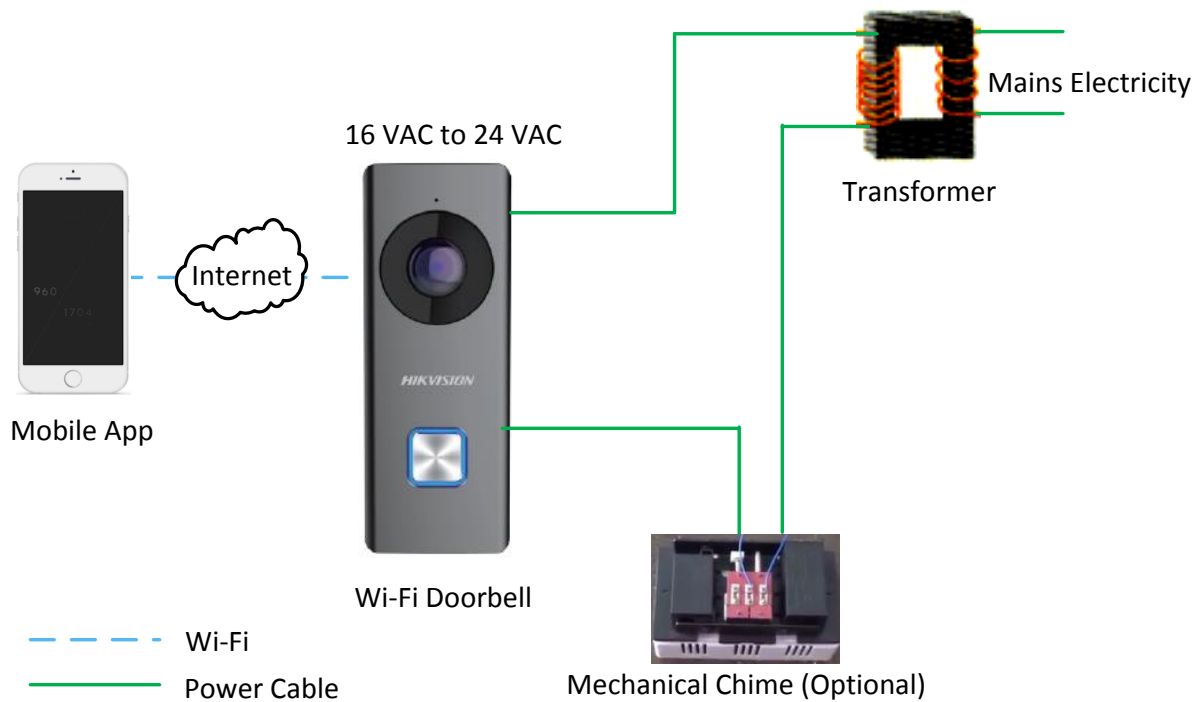 Mains Electricity
16 VAC to 24 VAC
Transformer
Internet
960
1704
HIKVISION
Mobile App
Wi-Fi Doorbell
Wi-Fi
Power Cable
Mechanical Chime (Optional)